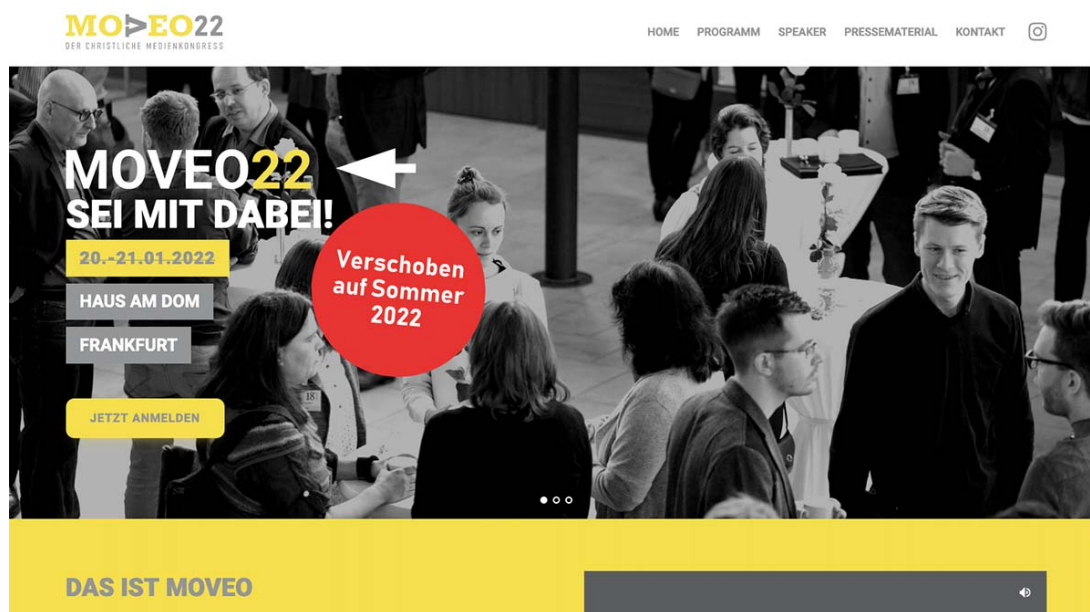 MOVEO22
DER CHRISTLICHE MEDIENKONGRESS
HOME PROGRAMM SPEAKER PRESSEMATERIAL KONTAKT
MOVEO22
SEI MIT DABEI!
20.-21.01.2022
HAUS AM DOM
FRANKFURT
Verschoben
auf Sommer
2022
18
JETZT ANMELDEN
DAS IST MOVEO